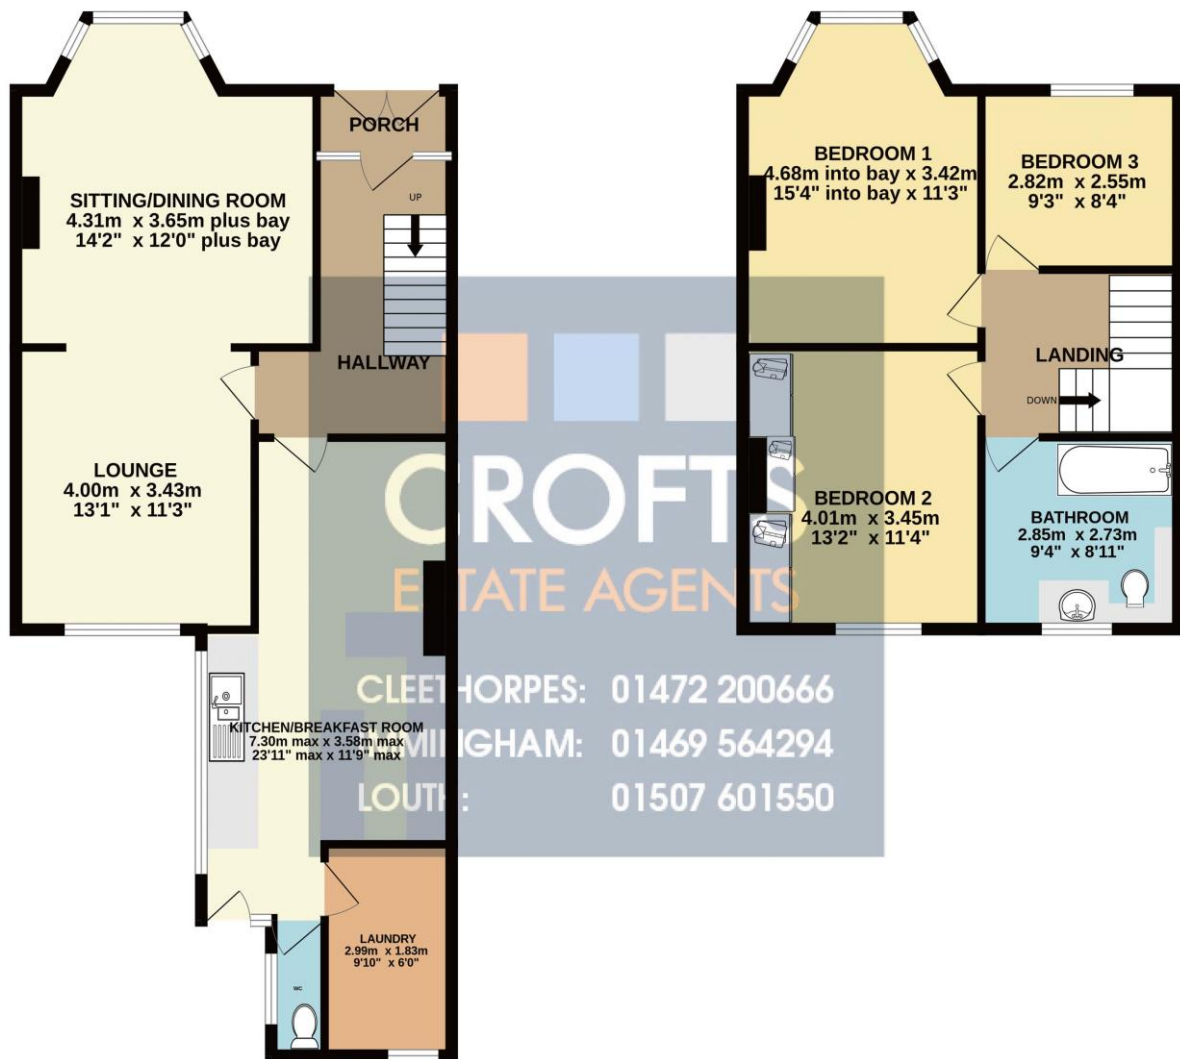 PORCH
SITTING/DINING ROOM
4.31m x 3.65m plus bay
14'2" x 12'0" plus bay
UP
HALLWAY
LOUNGE
4.00m x 3.43m
13'1" x 11'3"
KITCHEN/BREAKFAST ROOM
7.30m max x 3.58m max
23'11" max x 11'9" max
LAUNDRY
2.99m x 1.83m
9'10" x 6'0"
WC
BEDROOM 1
4.68m into bay x 3.42m
15'4" into bay x 11'3"
BEDROOM 3
2.82m x 2.55m
9'3" x 8'4"
LANDING
DOWN
BEDROOM 2
4.01m x 3.45m
13'2" x 11'4"
BATHROOM
2.85m x 2.73m
9'4" x 8'11"
CROFTS
ESTATE AGENTS
CLEETHORPES: 01472 200666
IMMINGHAM: 01469 564294
LOUTH: 01507 601550